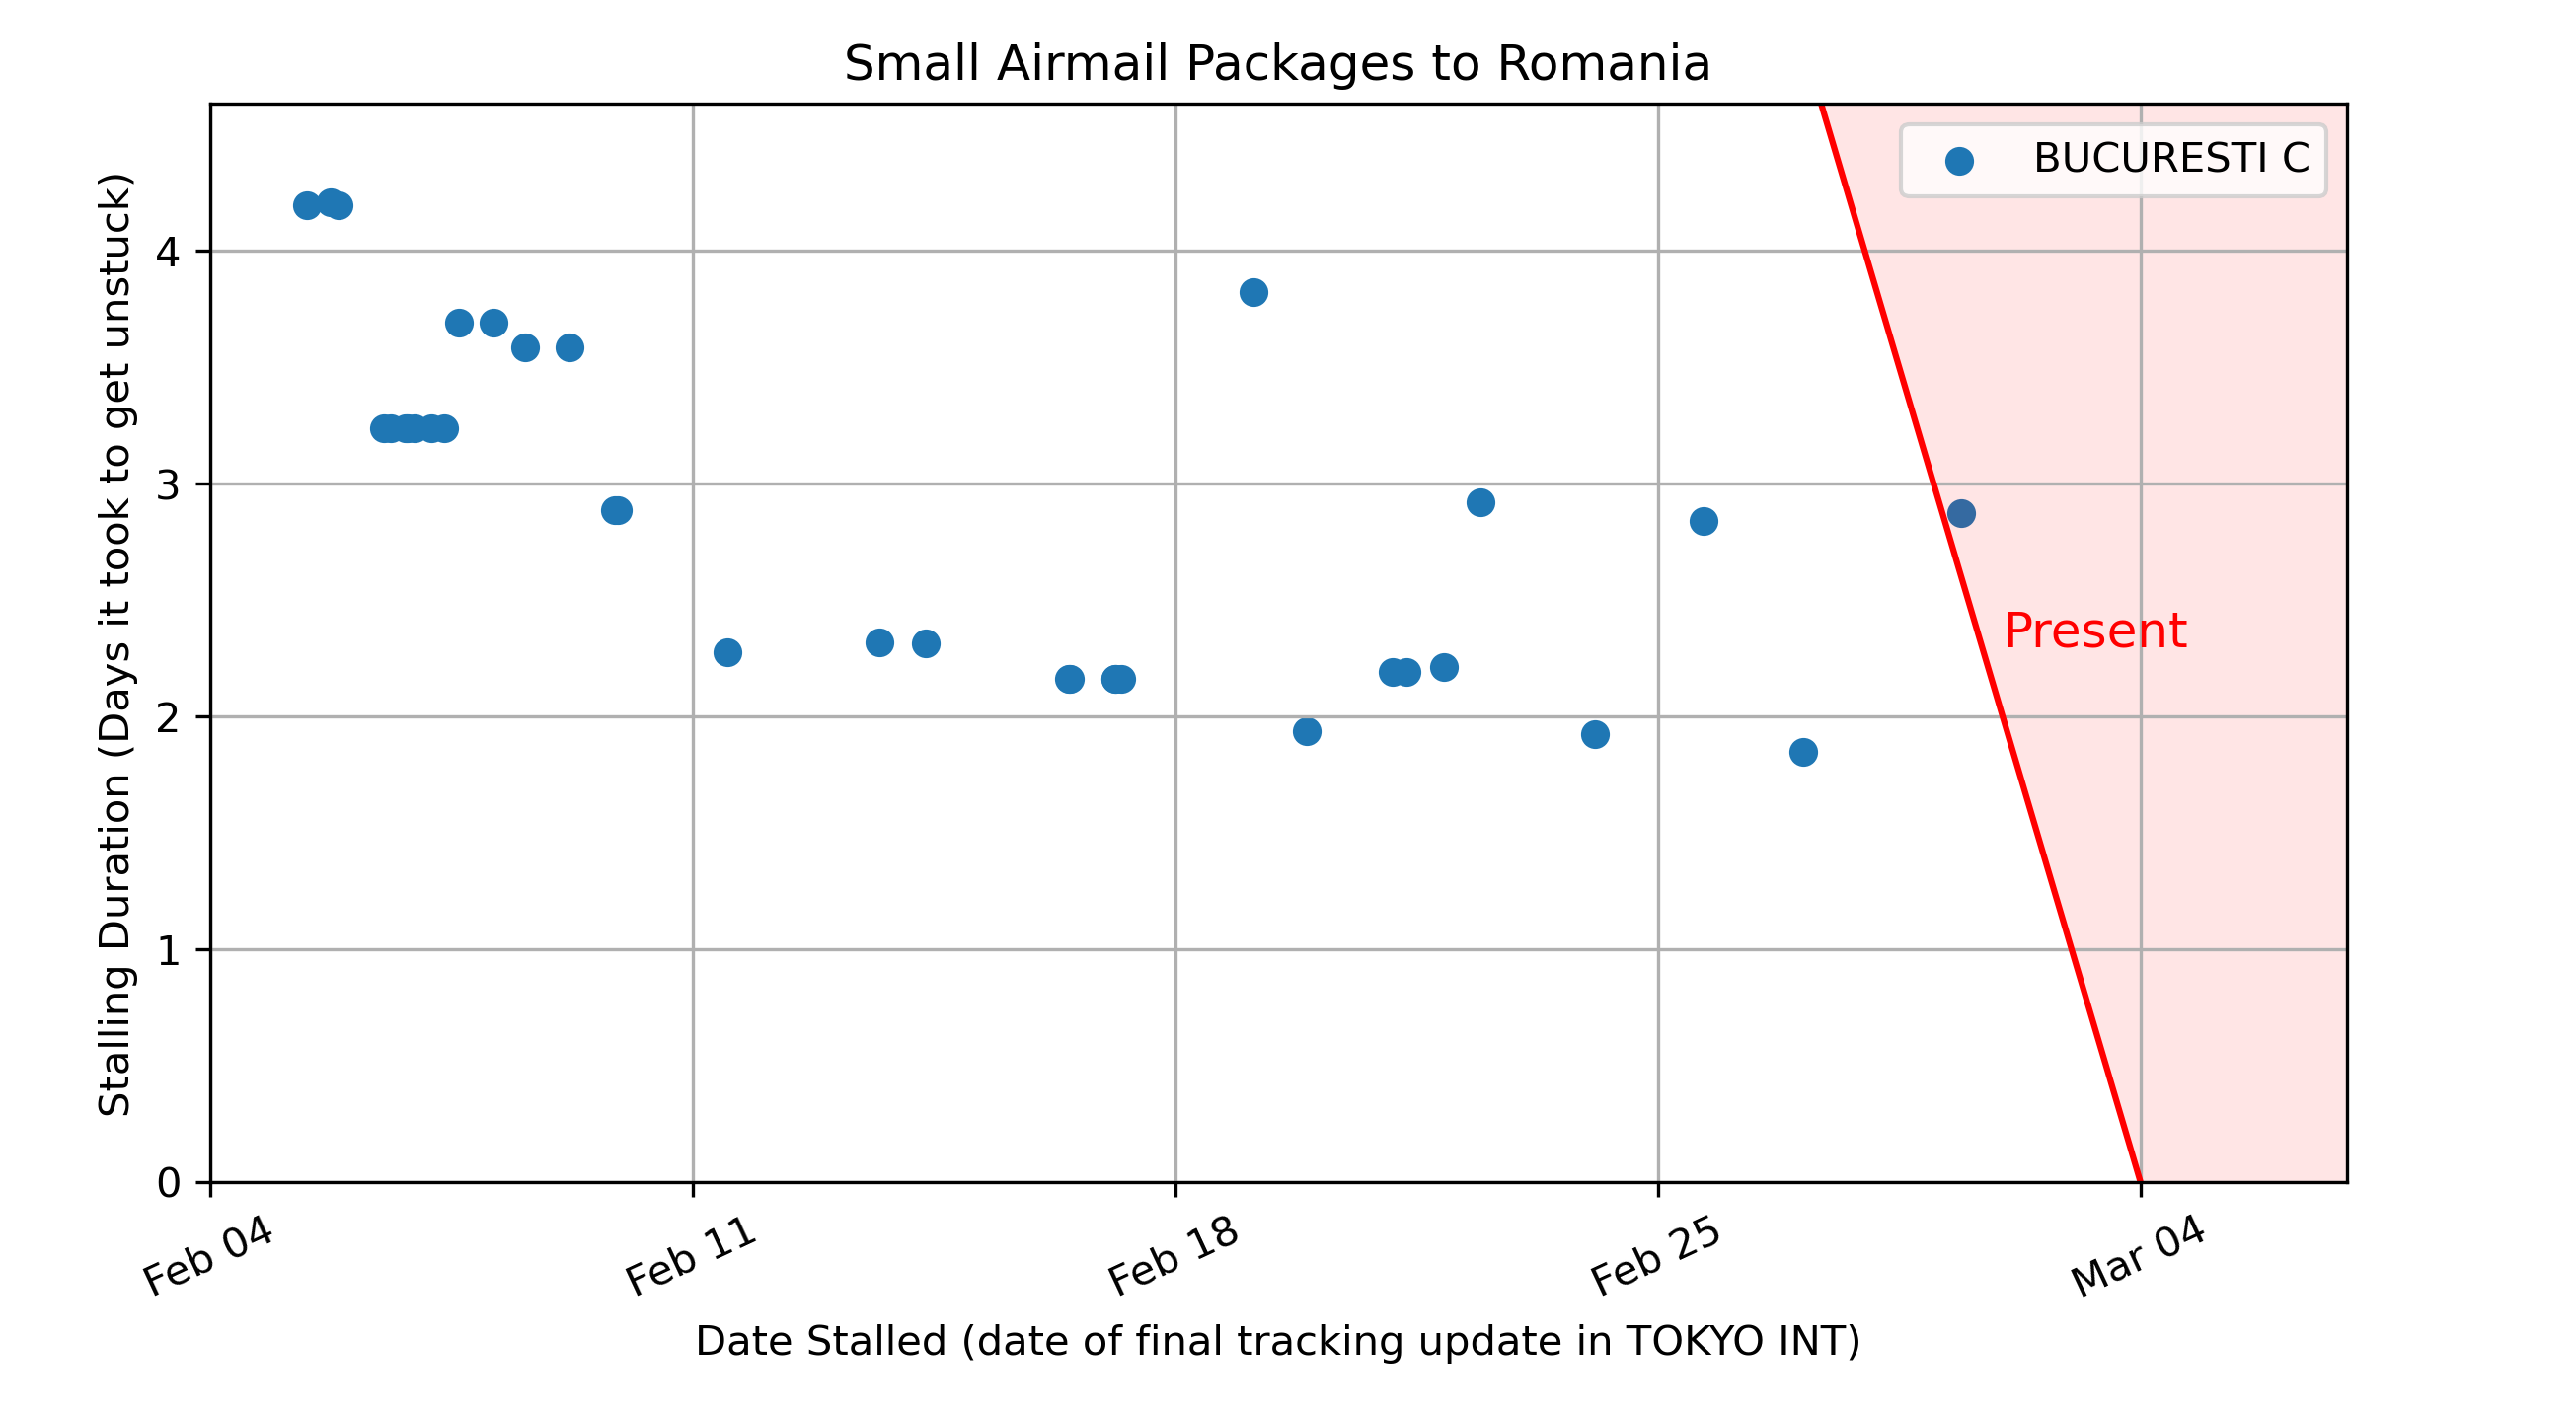 Small Airmail Packages to Romania
BUCURESTI C
Stalling Duration (Days it took to get unstuck)
4
3
2
1
0
Present
Feb 04
Feb 11
Feb 18
Feb 25
Mar 04
Date Stalled (date of final tracking update in TOKYO INT)